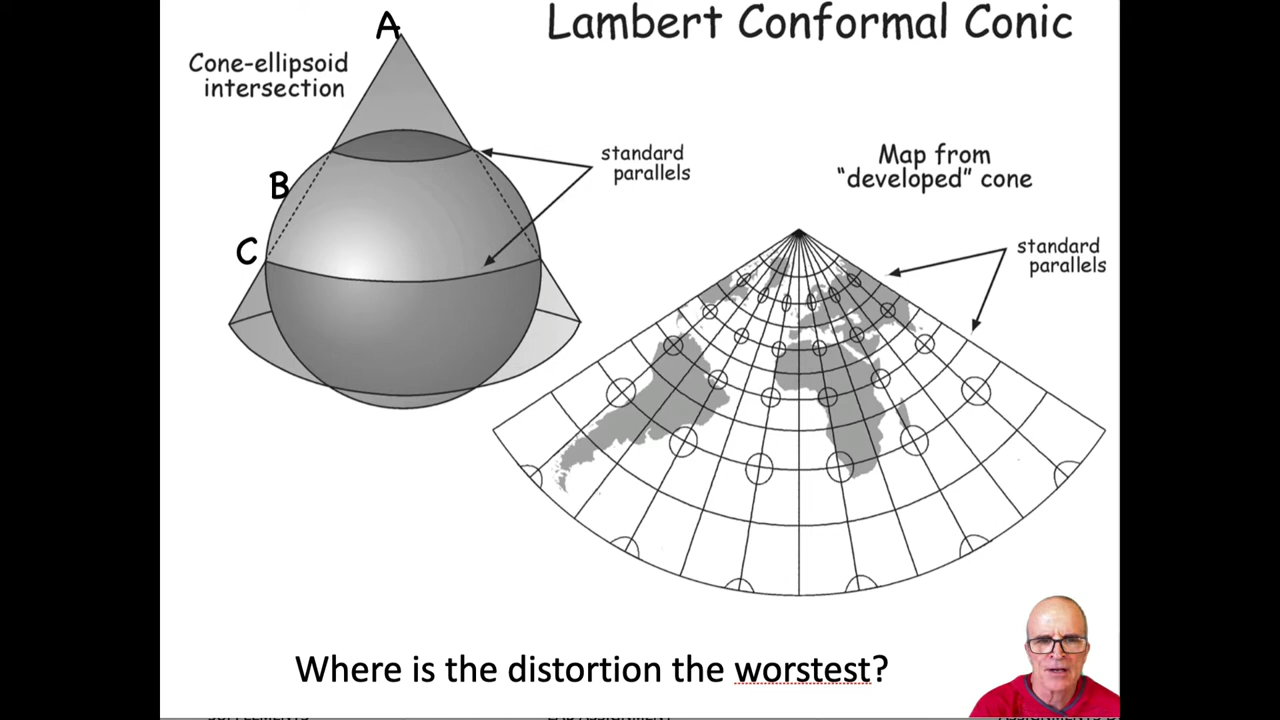 Lambert Conformal Conic
A
Cone-ellipsoid
intersection
standard
parallels
B
C
Map from
"developed" cone
standard
parallels
Where is the distortion the worstest?